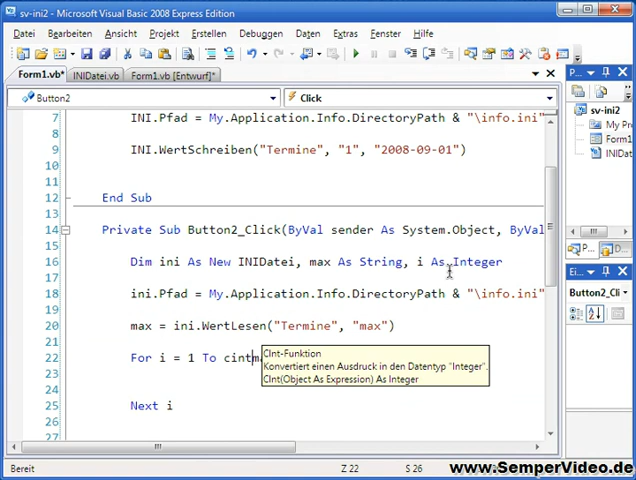 sv-ini2 - Microsoft Visual Basic 2008 Express Edition
Datei Bearbeiten Ansicht Projekt Erstellen Debuggen Daten Extras Fenster Hilfe
Form1.vb* INIDatei.vb Form1.vb [Entwurf]*
Button2 Click
7 INI.Pfad = My.Application.Info.DirectoryPath & "\info.ini"
8
9 INI.WertSchreiben("Termine", "1", "2008-09-01")
10
11
12 End Sub
13
14 Private Sub Button2_Click(ByVal sender As System.Object, ByVal
15
16 Dim ini As New INIDatei, max As String, i As Integer
17
18 ini.Pfad = My.Application.Info.DirectoryPath & "\info.ini"
19
20 max = ini.WertLesen("Termine", "max")
21
22 For i = 1 To cintm
CInt-Funktion
Konvertiert einen Ausdruck in den Datentyp "Integer".
CInt(Object As Expression) As Integer
23
24
25 Next i
26
27
P...
sv-ini2
My Pro
Form1
INIDat
P... D...
Ei...
Button2_Cli
Bereit Z 22 S 26
www.SemperVideo.de